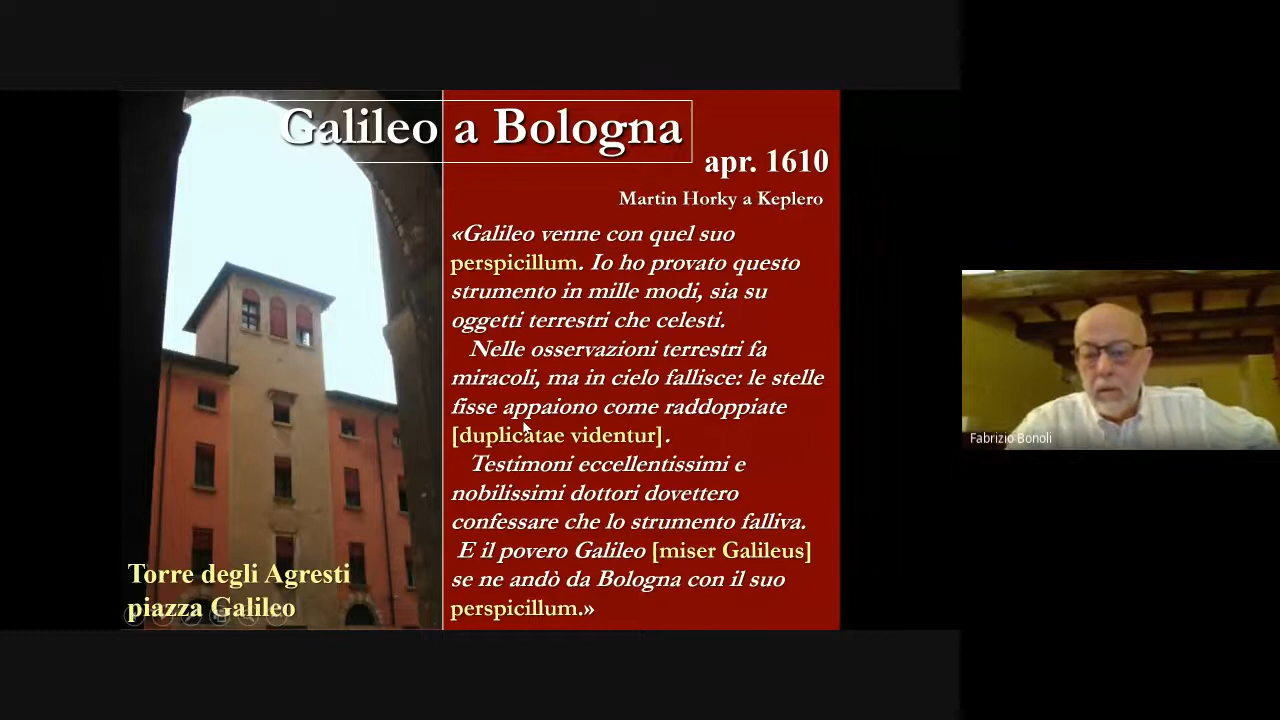 Galileo a Bologna
apr. 1610
Martin Horky a Keplero
«Galileo venne con quel suo
perspicillum. Io ho provato questo
strumento in mille modi, sia su
oggetti terrestri che celesti.
Nelle osservazioni terrestri fa
miracoli, ma in cielo fallisce: le stelle
fisse appaiono come raddoppiate
[duplicatae videntur].
Testimoni eccellentissimi e
nobilissimi dottori dovettero
confessare che lo strumento falliva.
E il povero Galileo [miser Galileus]
se ne andò da Bologna con il suo
perspicillum.»
Torre degli Agresti
piazza Galileo
Fabrizio Bonoli